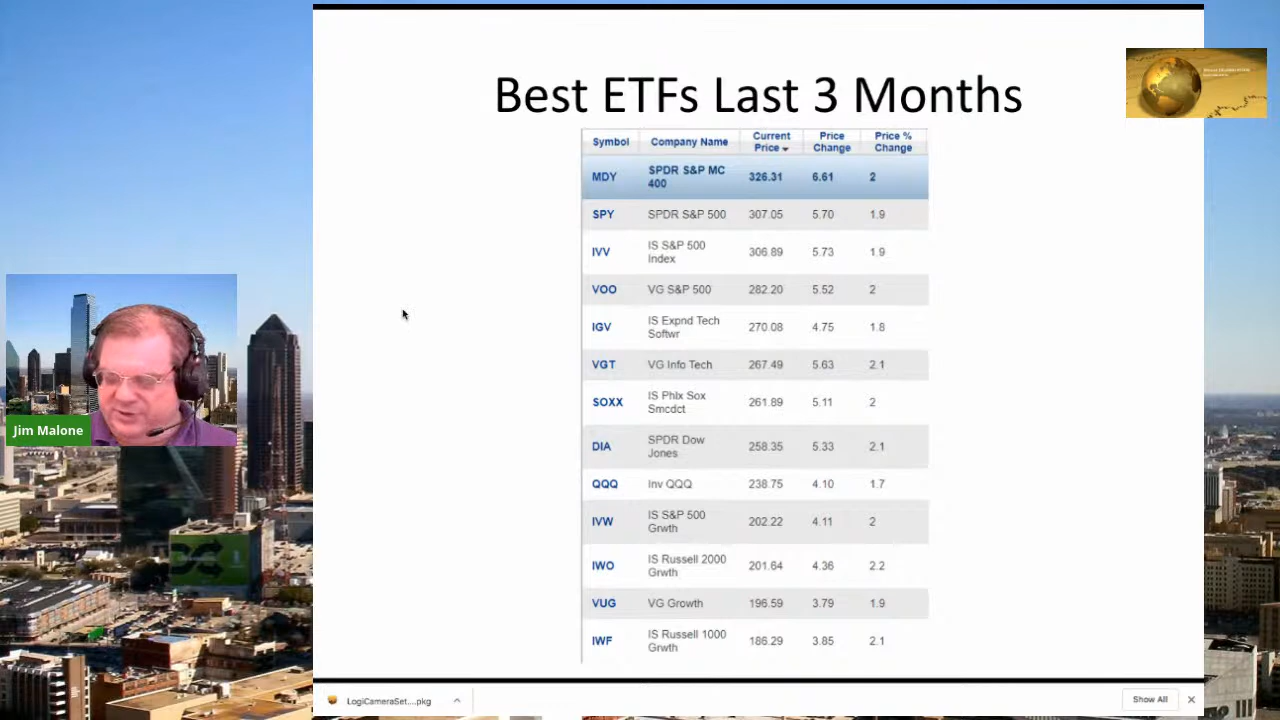 Best ETFs Last 3 Months
Symbol Company Name Current Price Price Change Price % Change
MDY SPDR S&P MC 400 326.31 6.61 2
SPY SPDR S&P 500 307.05 5.70 1.9
IVV IS S&P 500 Index 306.89 5.73 1.9
VOO VG S&P 500 282.20 5.52 2
IGV IS Expnd Tech Softwr 270.08 4.75 1.8
VGT VG Info Tech 267.49 5.63 2.1
SOXX IS Phlx Sox Smcdct 261.89 5.11 2
DIA SPDR Dow Jones 258.35 5.33 2.1
QQQ Inv QQQ 238.75 4.10 1.7
IVW IS S&P 500 Grwth 202.22 4.11 2
IWO IS Russell 2000 Grwth 201.64 4.36 2.2
VUG VG Growth 196.59 3.79 1.9
IWF IS Russell 1000 Grwth 186.29 3.85 2.1
Jim Malone
LogiCameraSet....pkg
Show All